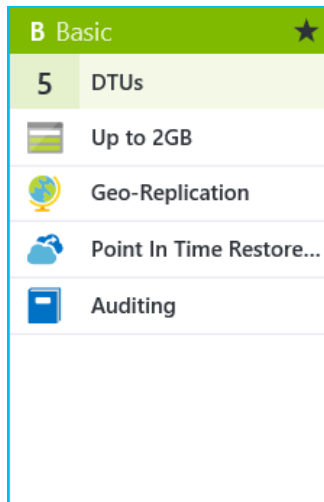 B Basic
5 DTUs
Up to 2GB
Geo-Replication
Point In Time Restore...
Auditing